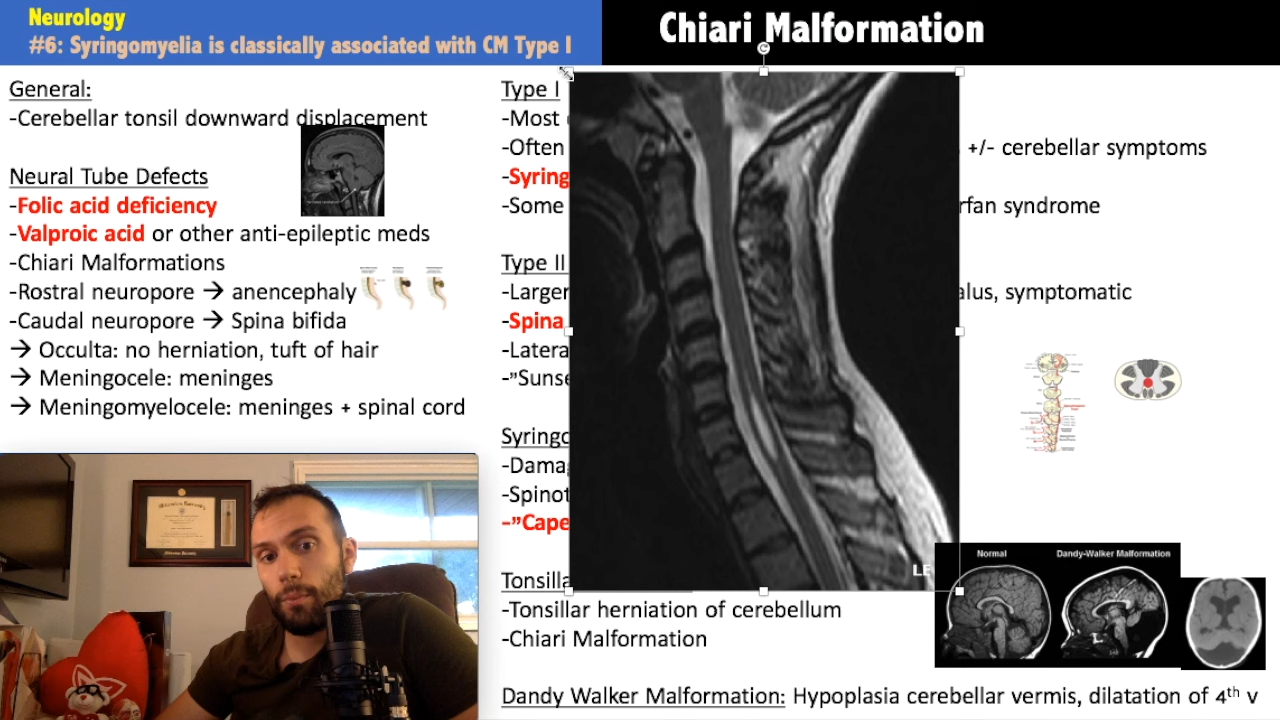 Neurology
#6: Syringomyelia is classically associated with CM Type I
Chiari Malformation
General:
-Cerebellar tonsil downward displacement
Neural Tube Defects
-Folic acid deficiency
-Valproic acid or other anti-epileptic meds
-Chiari Malformations
-Rostral neuropore → anencephaly
-Caudal neuropore → Spina bifida
→ Occulta: no herniation, tuft of hair
→ Meningocele: meninges
→ Meningomyelocele: meninges + spinal cord
Type I
-Most
-Often +/- cerebellar symptoms
-Syring
-Some rfan syndrome
Type II
-Larger alus, symptomatic
-Spina
-Latera
-”Sunse
Syringo
-Dama
-Spinot
-”Cape
LE
Tonsilla
-Tonsillar herniation of cerebellum
-Chiari Malformation
Normal Dandy-Walker Malformation
Dandy Walker Malformation: Hypoplasia cerebellar vermis, dilatation of 4th v